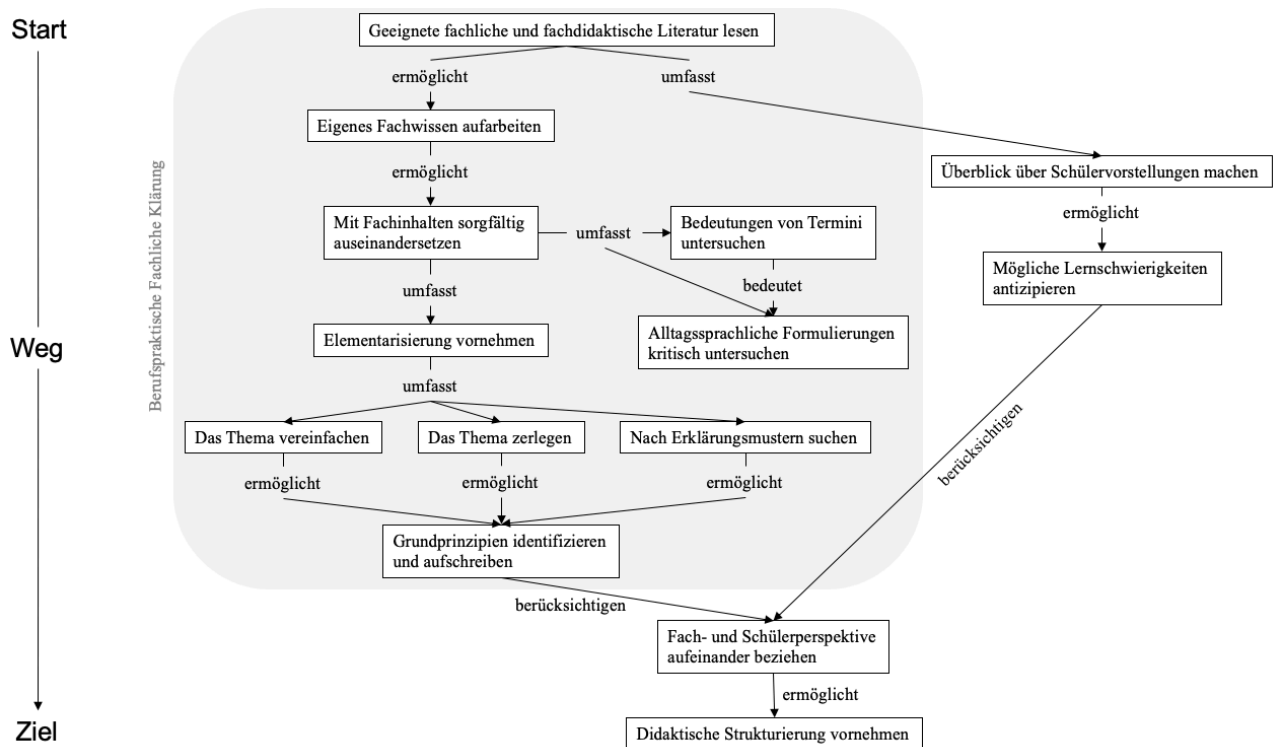 Start
Geeignete fachliche und fachdidaktische Literatur lesen
ermöglicht
umfasst
Eigenes Fachwissen aufarbeiten
Überblick über Schülervorstellungen machen
ermöglicht
ermöglicht
Mit Fachinhalten sorgfältig
auseinandersetzen
umfasst
Bedeutungen von Termini
untersuchen
Mögliche Lernschwierigkeiten
antizipieren
umfasst
bedeutet
Berufspraktische Fachliche Klärung
Weg
Elementarisierung vornehmen
Alltagssprachliche Formulierungen
kritisch untersuchen
umfasst
Das Thema vereinfachen
Das Thema zerlegen
Nach Erklärungsmustern suchen
berücksichtigen
ermöglicht
ermöglicht
ermöglicht
Grundprinzipien identifizieren
und aufschreiben
berücksichtigen
Fach- und Schülerperspektive
aufeinander beziehen
ermöglicht
Ziel
Didaktische Strukturierung vornehmen